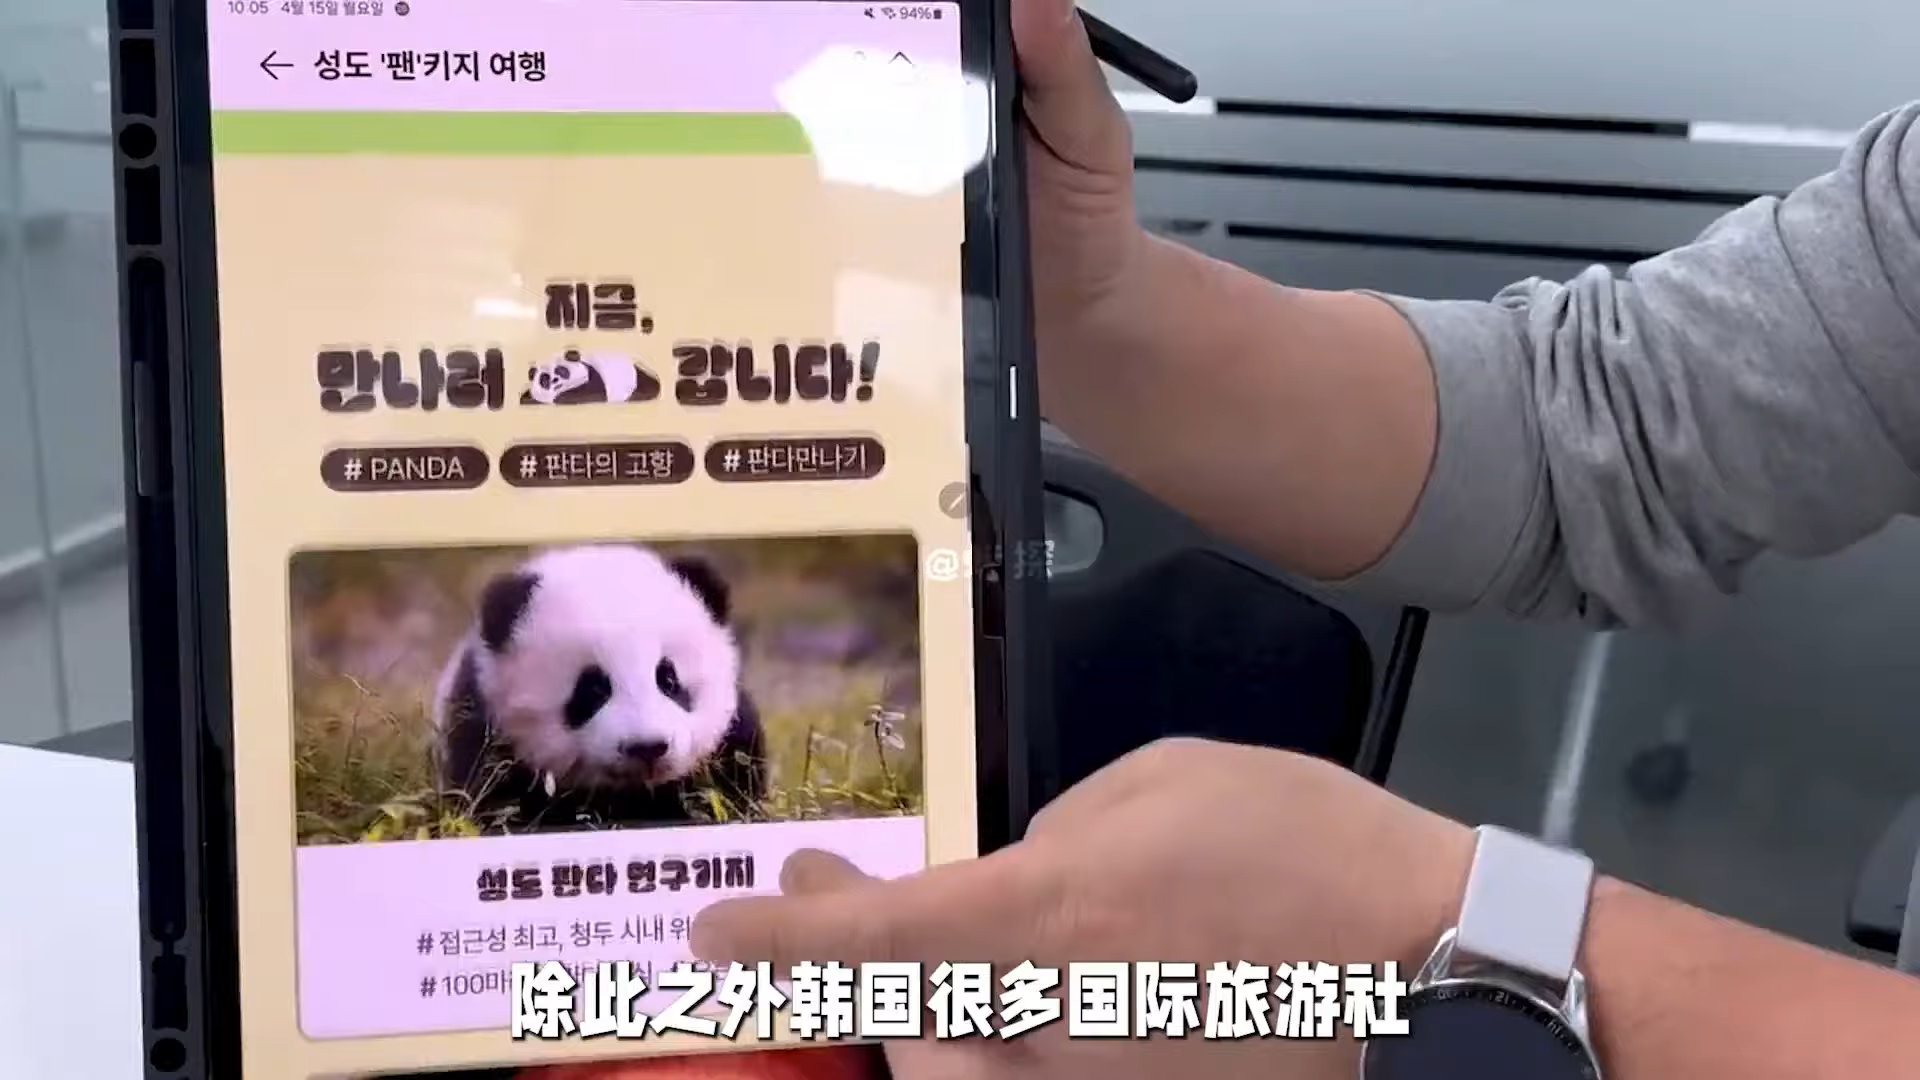 10:05 4월 15일 월요일 94%
성도 '팬'키지 여행
지금,
만나러 갑니다!
# PANDA # 판다의 고향 # 판다만나기
성도 판다 연구기지
# 접근성 최고, 청두 시내 위
# 100마
除此之外韩国很多国际旅游社